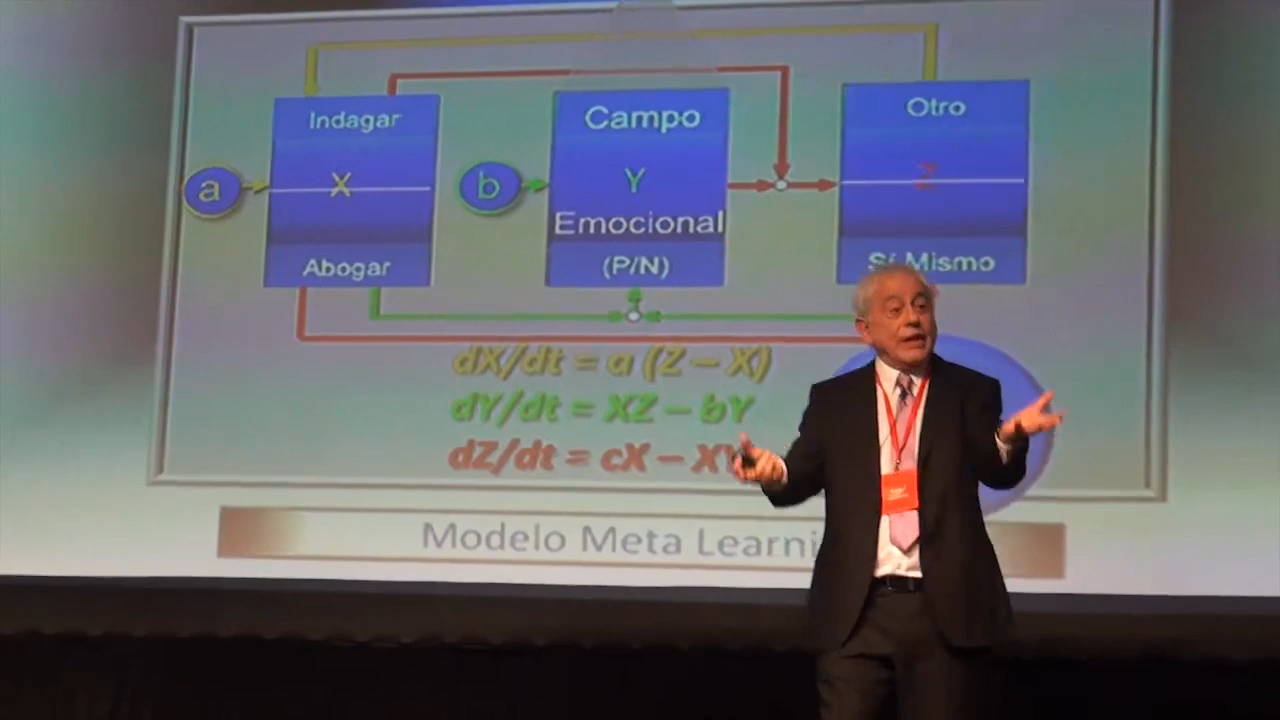 Indagar
X
Abogar
a
b
Campo
Y
Emocional
(P/N)
Otro
Z
Sí Mismo
dX/dt = a (Z – X)
dY/dt = XZ – bY
dZ/dt = cX – XY
Modelo Meta